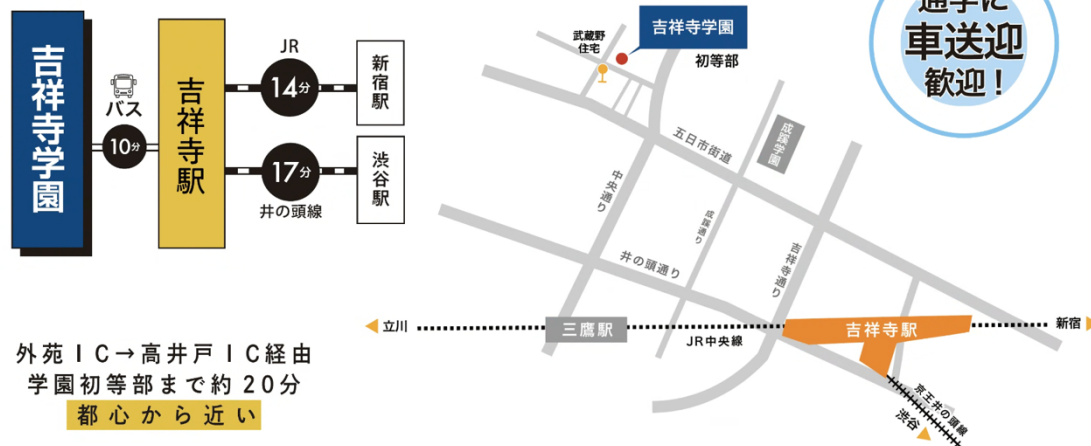 吉祥寺学園
バス
10分
吉祥寺駅
JR
14分
新宿駅
17分
井の頭線
渋谷駅
外苑IC→高井戸IC経由
学園初等部まで約20分
都心から近い
武蔵野
住宅
吉祥寺学園
初等部
通学に
車送迎
歓迎!
五日市街道
成蹊学園
中央通り
成蹊通り
井の頭通り
吉祥寺通り
立川
三鷹駅
JR中央線
吉祥寺駅
新宿
京王井の頭線
渋谷